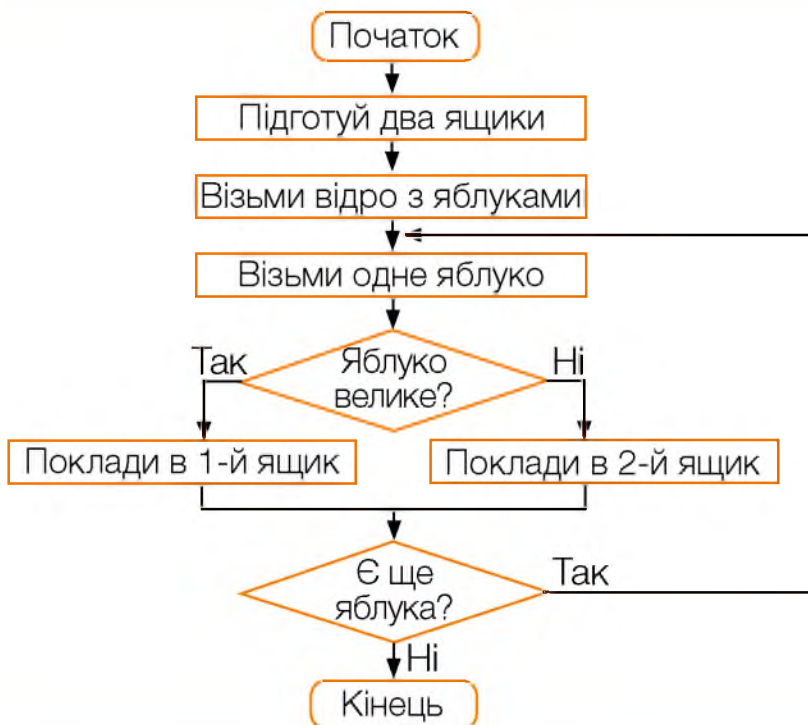 Початок
Підготуй два ящики
Візьми відро з яблуками
Візьми одне яблуко
Так
Яблуко
велике?
Ні
Поклади в 1-й ящик
Поклади в 2-й ящик
Є ще
яблука?
Так
Ні
Кінець